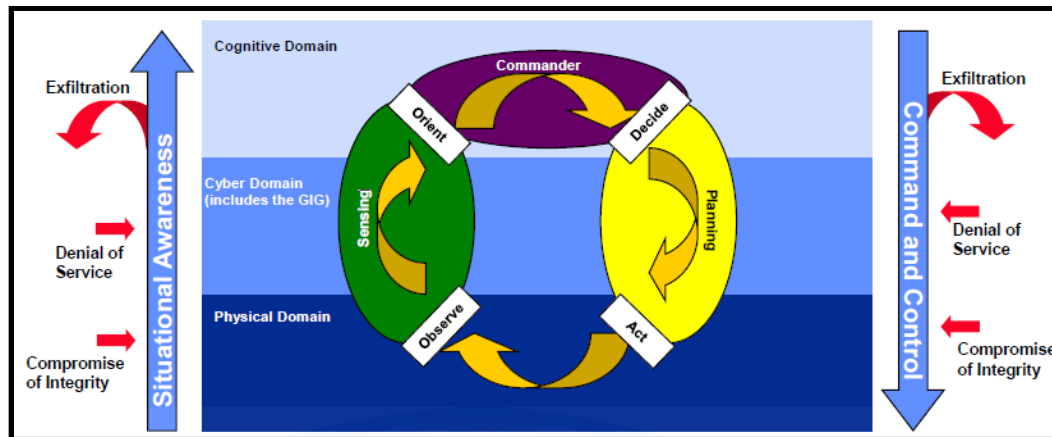 Cognitive Domain
Commander
Exfiltration
Exfiltration
Orient
Decide
Cyber Domain
(includes the GIG)
Situational Awareness
Sensing
Planning
Command and Control
Denial of
Service
Denial of
Service
Physical Domain
Observe
Act
Compromise
of Integrity
Compromise
of Integrity